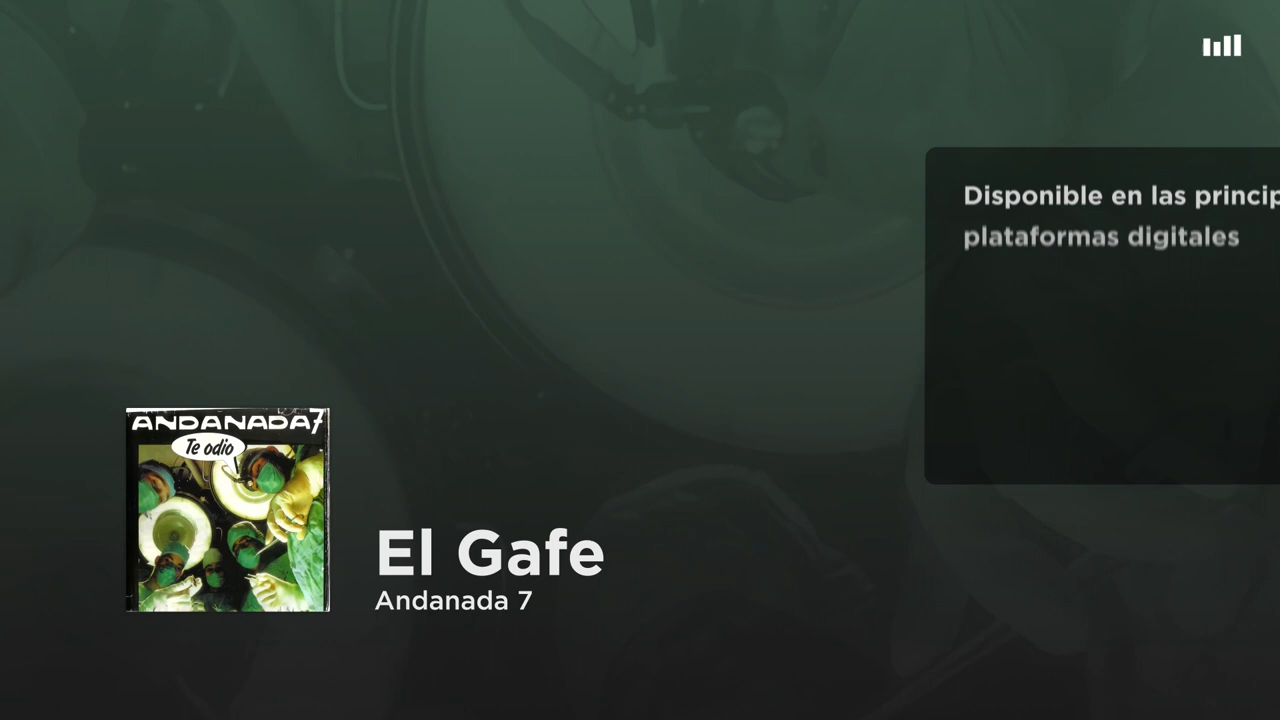 Disponible en las princip
plataformas digitales
ANDANADA7
Te odio
El Gafe
Andanada 7